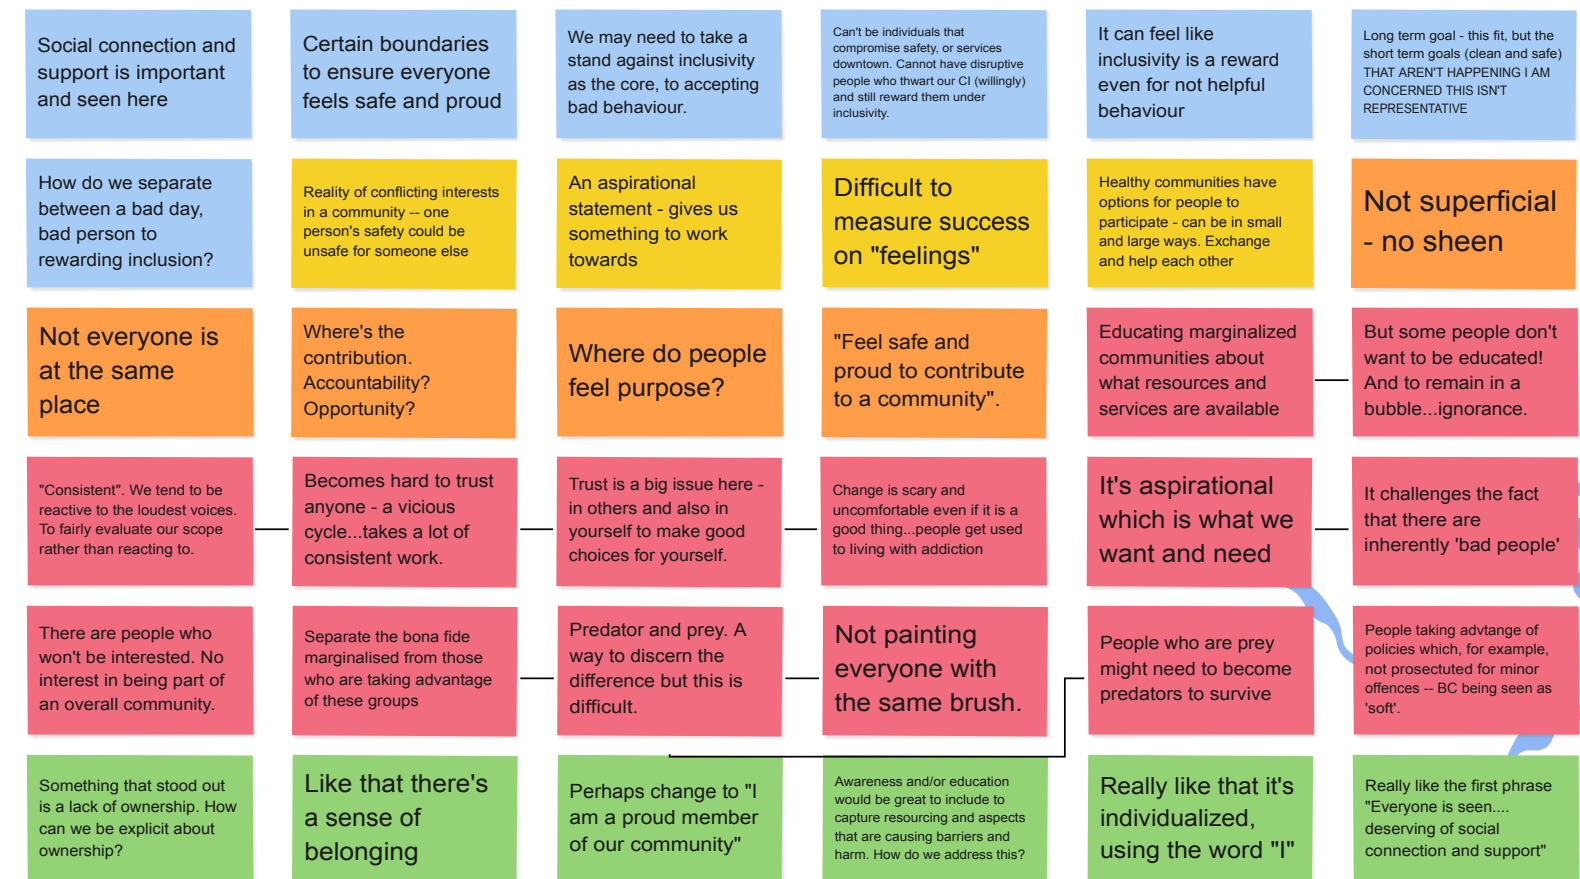 Social connection and
support is important
and seen here
Certain boundaries
to ensure everyone
feels safe and proud
We may need to take a
stand against inclusivity
as the core, to accepting
bad behaviour.
Can't be individuals that
compromise safety, or services
downtown. Cannot have disruptive
people who thwart our CI (willingly)
and still reward them under
inclusivity.
It can feel like
inclusivity is a reward
even for not helpful
behaviour
Long term goal - this fit, but the
short term goals (clean and safe)
THAT AREN'T HAPPENING I AM
CONCERNED THIS ISN'T
REPRESENTATIVE
How do we separate
between a bad day,
bad person to
rewarding inclusion?
Reality of conflicting interests
in a community -- one
person's safety could be
unsafe for someone else
An aspirational
statement - gives us
something to work
towards
Difficult to
measure success
on "feelings"
Healthy communities have
options for people to
participate - can be in small
and large ways. Exchange
and help each other
Not superficial
- no sheen
Not everyone is
at the same
place
Where's the
contribution.
Accountability?
Opportunity?
Where do people
feel purpose?
"Feel safe and
proud to contribute
to a community".
Educating marginalized
communities about
what resources and
services are available
But some people don't
want to be educated!
And to remain in a
bubble...ignorance.
"Consistent". We tend to be
reactive to the loudest voices.
To fairly evaluate our scope
rather than reacting to.
Becomes hard to trust
anyone - a vicious
cycle...takes a lot of
consistent work.
Trust is a big issue here -
in others and also in
yourself to make good
choices for yourself.
Change is scary and
uncomfortable even if it is a
good thing...people get used
to living with addiction
It's aspirational
which is what we
want and need
It challenges the fact
that there are
inherently 'bad people'
There are people who
won't be interested. No
interest in being part of
an overall community.
Separate the bona fide
marginalised from those
who are taking advantage
of these groups
Predator and prey. A
way to discern the
difference but this is
difficult.
Not painting
everyone with
the same brush.
People who are prey
might need to become
predators to survive
People taking advtange of
policies which, for example,
not prosectuted for minor
offences -- BC being seen as
'soft'.
Something that stood out
is a lack of ownership. How
can we be explicit about
ownership?
Like that there's
a sense of
belonging
Perhaps change to "I
am a proud member
of our community"
Awareness and/or education
would be great to include to
capture resourcing and aspects
that are causing barriers and
harm. How do we address this?
Really like that it's
individualized,
using the word "I"
Really like the first phrase
"Everyone is seen....
deserving of social
connection and support"